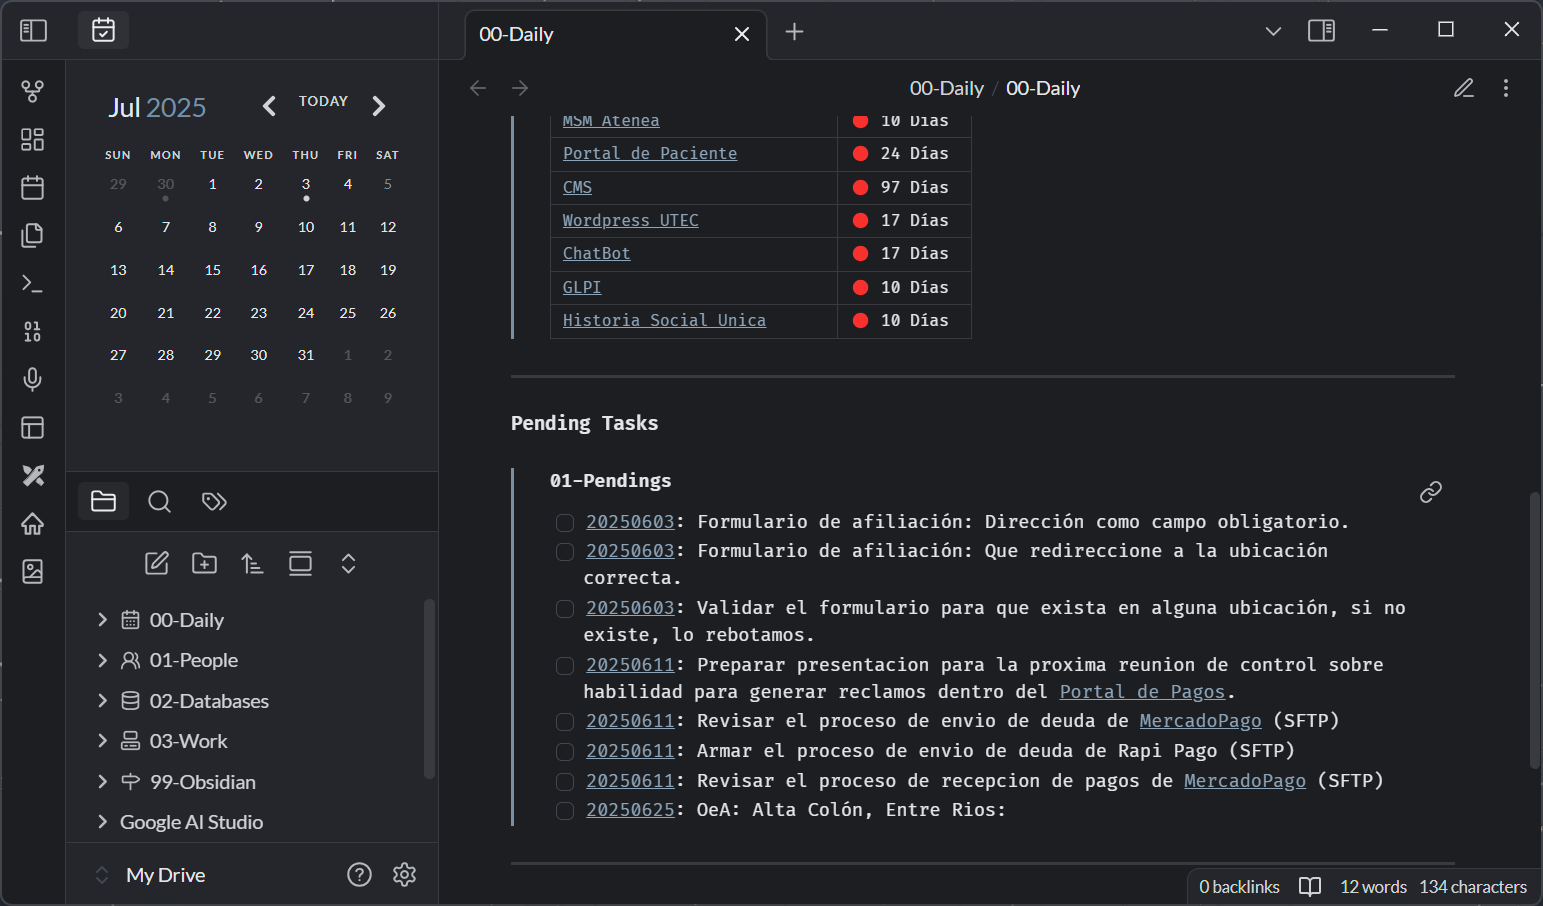 00-Daily
Jul 2025
TODAY
SUN MON TUE WED THU FRI SAT
29 30 1 2 3 4 5
6 7 8 9 10 11 12
13 14 15 16 17 18 19
20 21 22 23 24 25 26
27 28 29 30 31 1 2
3 4 5 6 7 8 9
00-Daily
01-People
02-Databases
03-Work
99-Obsidian
Google AI Studio
My Drive
00-Daily / 00-Daily
MSM Atenea 10 Días
Portal de Paciente 24 Días
CMS 97 Días
Wordpress UTEC 17 Días
ChatBot 17 Días
GLPI 10 Días
Historia Social Unica 10 Días
Pending Tasks
01-Pendings
20250603: Formulario de afiliación: Dirección como campo obligatorio.
20250603: Formulario de afiliación: Que redireccione a la ubicación
correcta.
20250603: Validar el formulario para que exista en alguna ubicación, si no
existe, lo rebotamos.
20250611: Preparar presentacion para la proxima reunion de control sobre
habilidad para generar reclamos dentro del Portal de Pagos.
20250611: Revisar el proceso de envio de deuda de MercadoPago (SFTP)
20250611: Armar el proceso de envio de deuda de Rapi Pago (SFTP)
20250611: Revisar el proceso de recepcion de pagos de MercadoPago (SFTP)
20250625: OeA: Alta Colón, Entre Rios:
0 backlinks 12 words 134 characters